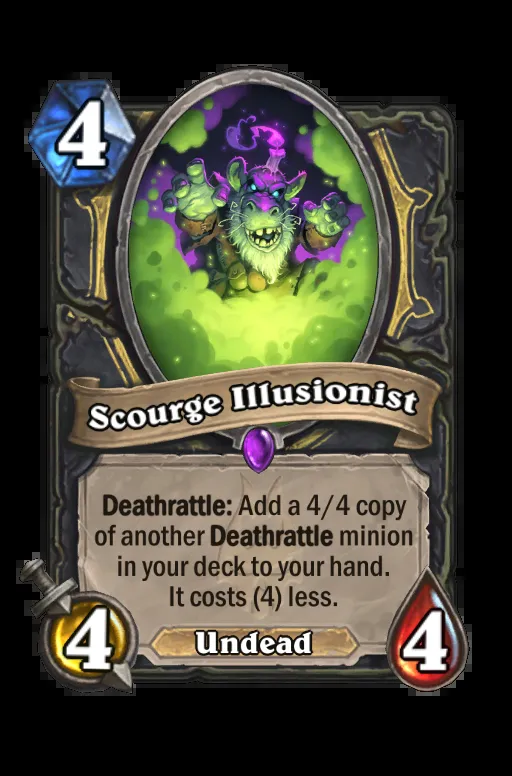 4
Scourge Illusionist
Deathrattle: Add a 4/4 copy
of another Deathrattle minion
in your deck to your hand.
It costs (4) less.
4
Undead
4